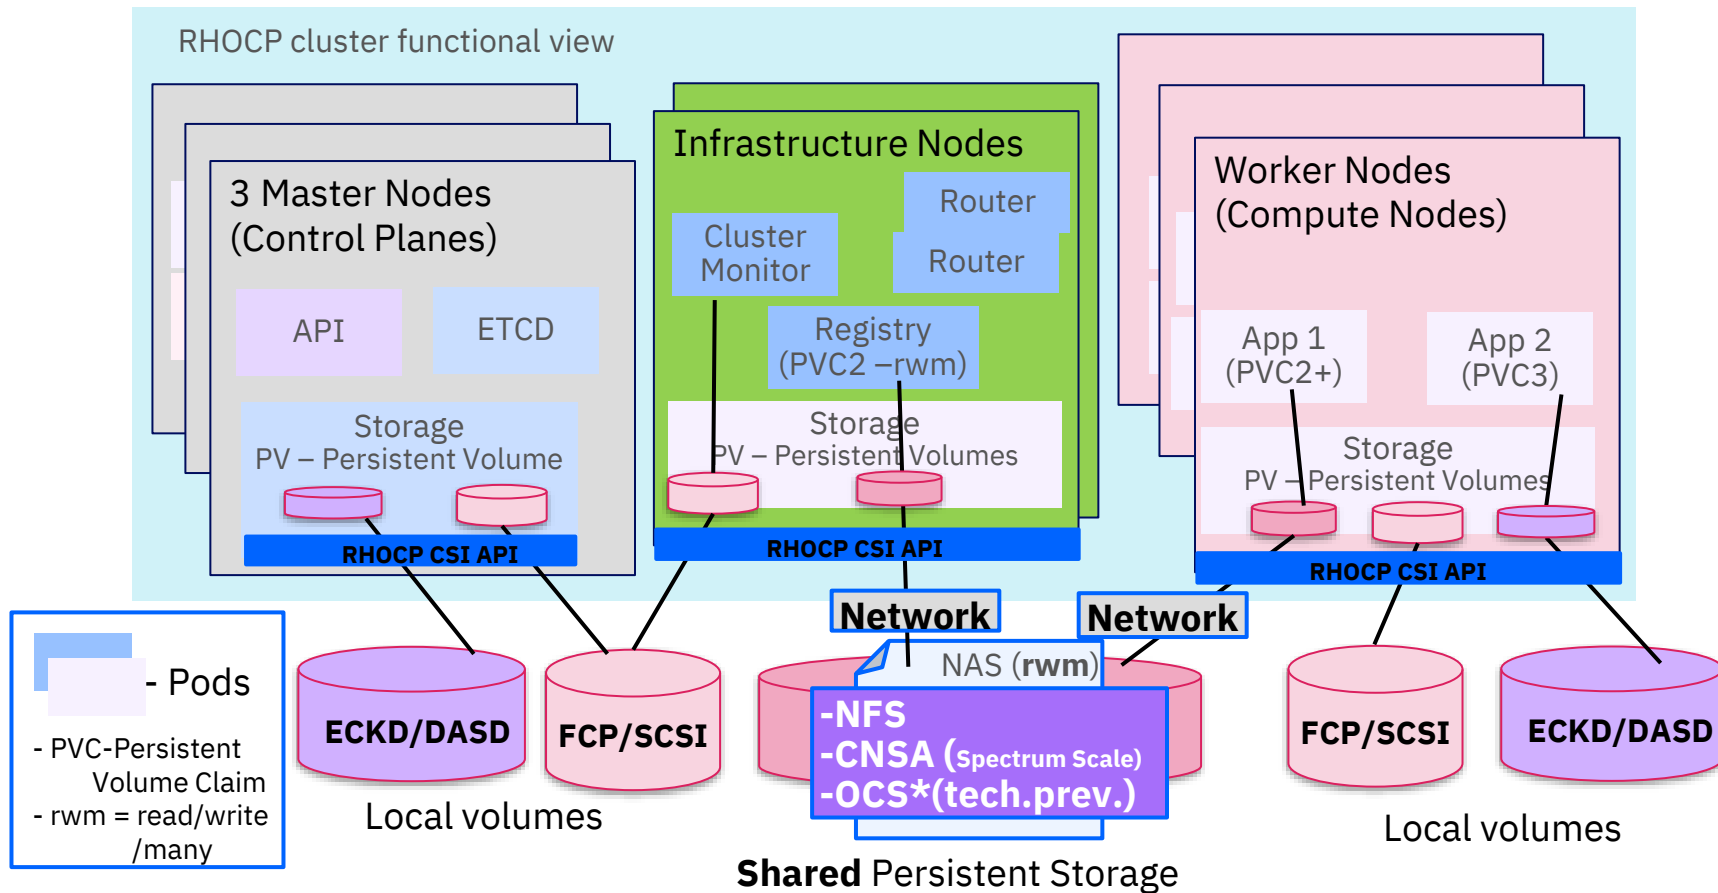 RHOCP cluster functional view
3 Master Nodes
(Control Planes)
API
ETCD
Storage
PV – Persistent Volume
RHOCP CSI API
Infrastructure Nodes
Router
Cluster
Monitor
Router
Registry
(PVC2 –rwm)
Storage
PV – Persistent Volumes
RHOCP CSI API
Worker Nodes
(Compute Nodes)
App 1
(PVC2+)
App 2
(PVC3)
Storage
PV – Persistent Volumes
RHOCP CSI API
Network
Network
- Pods
- PVC-Persistent
Volume Claim
- rwm = read/write
/many
ECKD/DASD
FCP/SCSI
Local volumes
NAS (rwm)
-NFS
-CNSA (Spectrum Scale)
-OCS*(tech.prev.)
Shared Persistent Storage
FCP/SCSI
ECKD/DASD
Local volumes